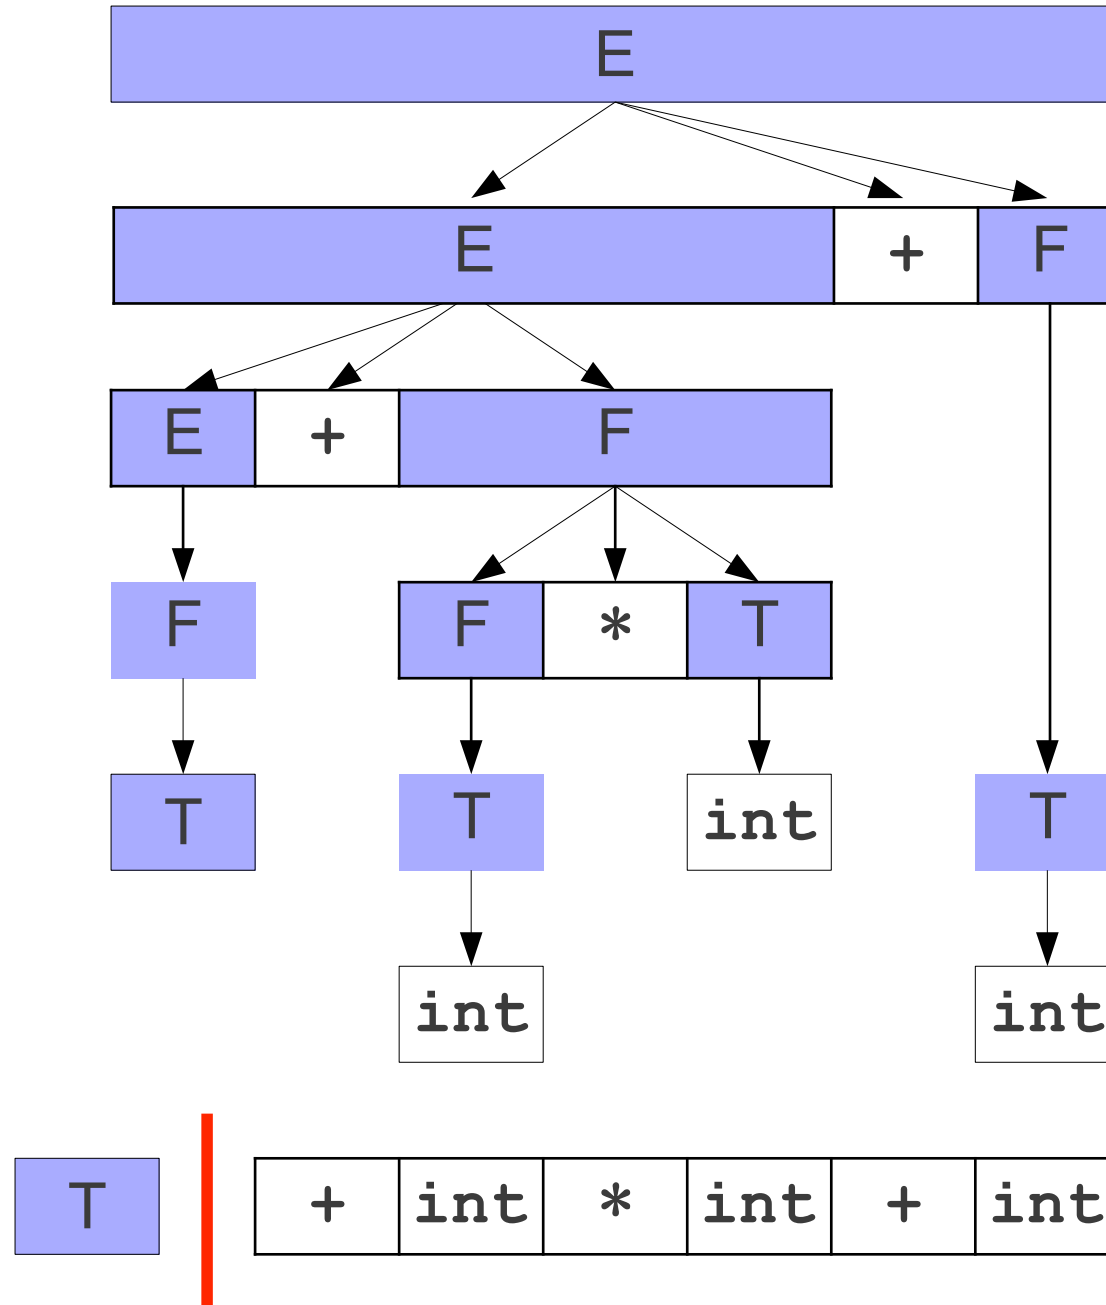 E
E + F
E + F
F F * T
T T int T
int int
T + int * int + int